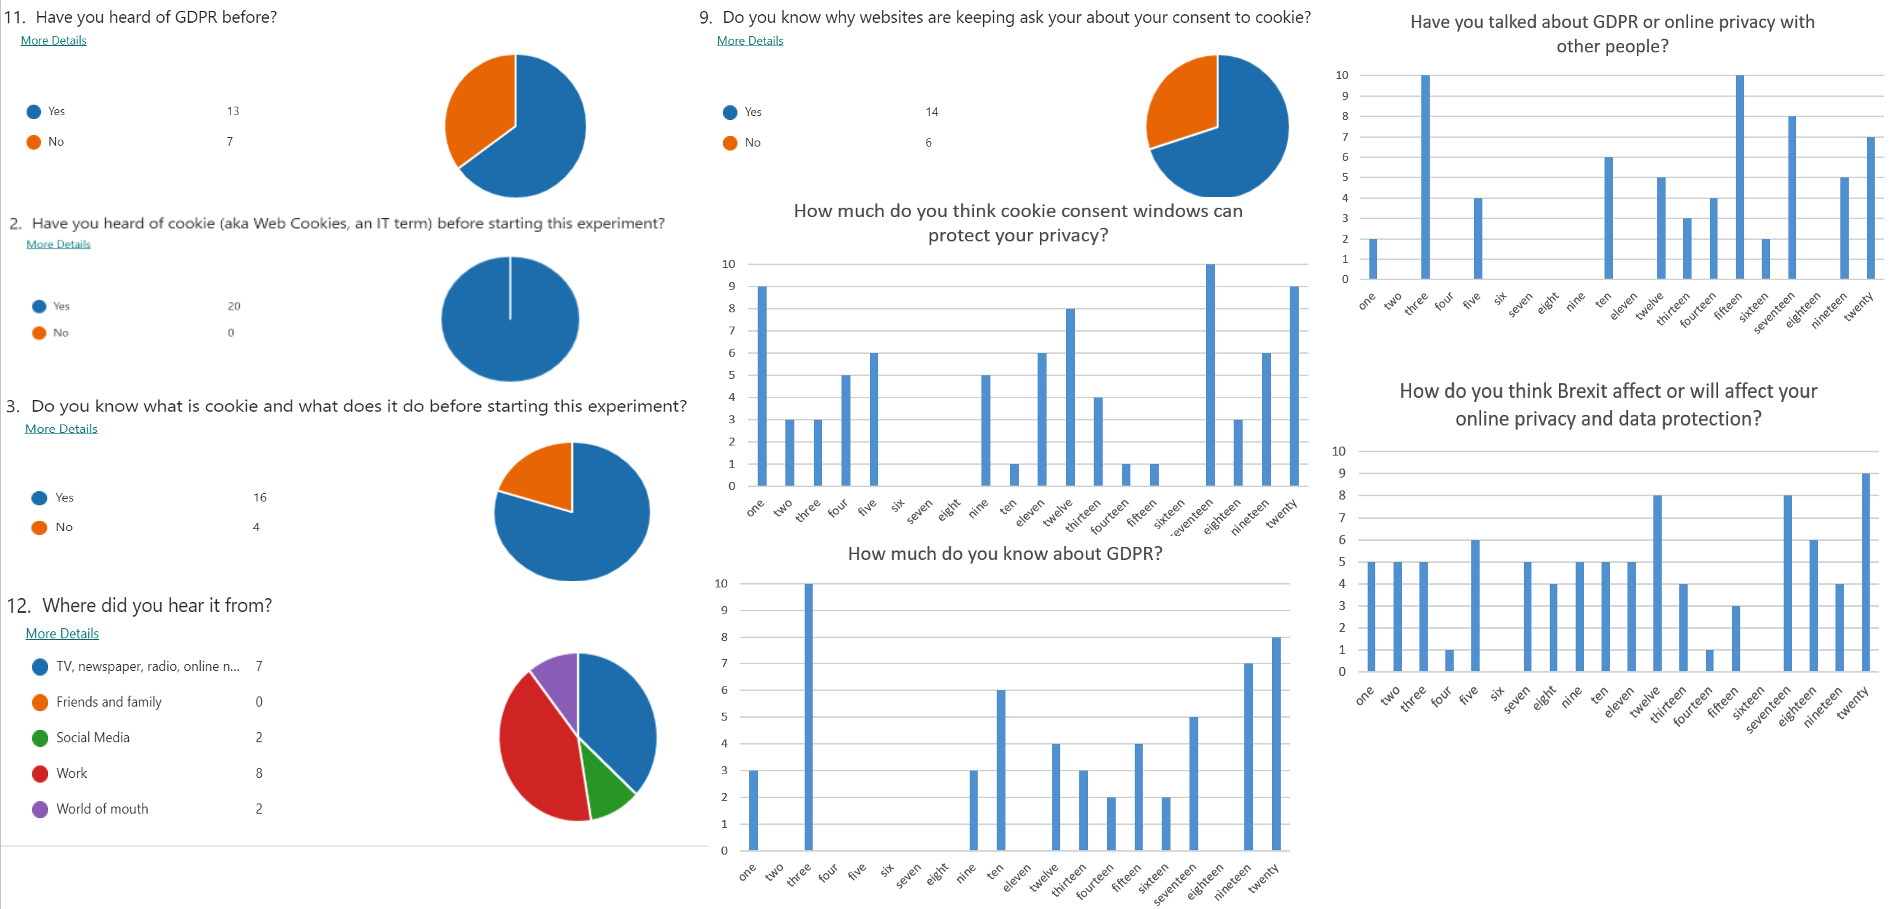 11. Have you heard of GDPR before?
More Details
Yes 13
No 7
2. Have you heard of cookie (aka Web Cookies, an IT term) before starting this experiment?
More Details
Yes 20
No 0
3. Do you know what is cookie and what does it do before starting this experiment?
More Details
Yes 16
No 4
12. Where did you hear it from?
More Details
TV, newspaper, radio, online n... 7
Friends and family 0
Social Media 2
Work 8
World of mouth 2
9. Do you know why websites are keeping ask your about your consent to cookie?
More Details
Yes 14
No 6
How much do you think cookie consent windows can
protect your privacy?
10
9
8
7
6
5
4
3
2
1
0
one two three four five six seven eight nine ten eleven twelve thirteen fourteen fifteen sixteen eventeen eighteen nineteen twenty
How much do you know about GDPR?
10
9
8
7
6
5
4
3
2
1
0
one two three four five six seven eight nine ten eleven twelve thirteen fourteen fifteen sixteen seventeen eighteen nineteen twenty
Have you talked about GDPR or online privacy with
other people?
10
9
8
7
6
5
4
3
2
1
0
one two three four five six seven eight nine ten eleven twelve thirteen fourteen fifteen sixteen seventeen eighteen nineteen twenty
How do you think Brexit affect or will affect your
online privacy and data protection?
10
9
8
7
6
5
4
3
2
1
0
one two three four five six seven eight nine ten eleven twelve thirteen fourteen fifteen sixteen seventeen eighteen nineteen twenty